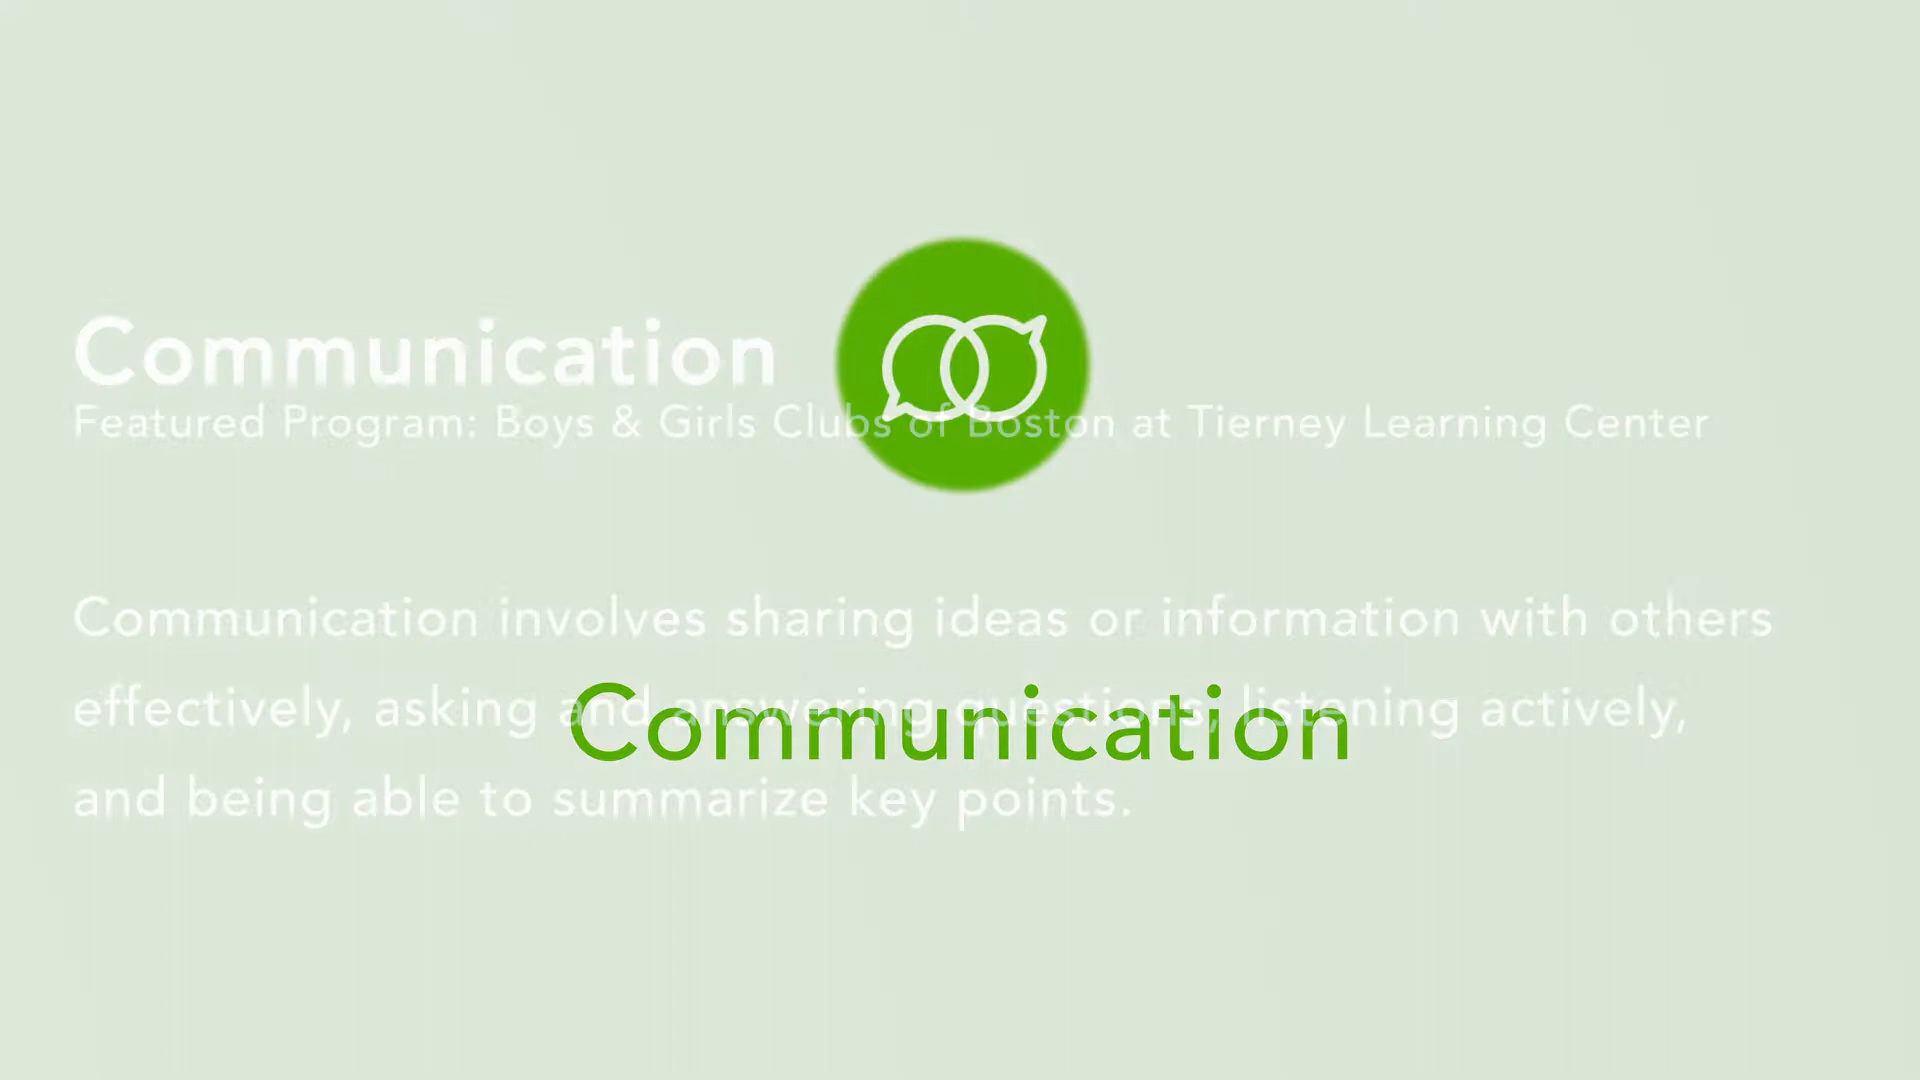 Communication
Featured Program: Boys & Girls Clubs of Boston at Tierney Learning Center
Communication involves sharing ideas or information with others
effectively, asking and answering questions, listening actively,
Communication
and being able to summarize key points.